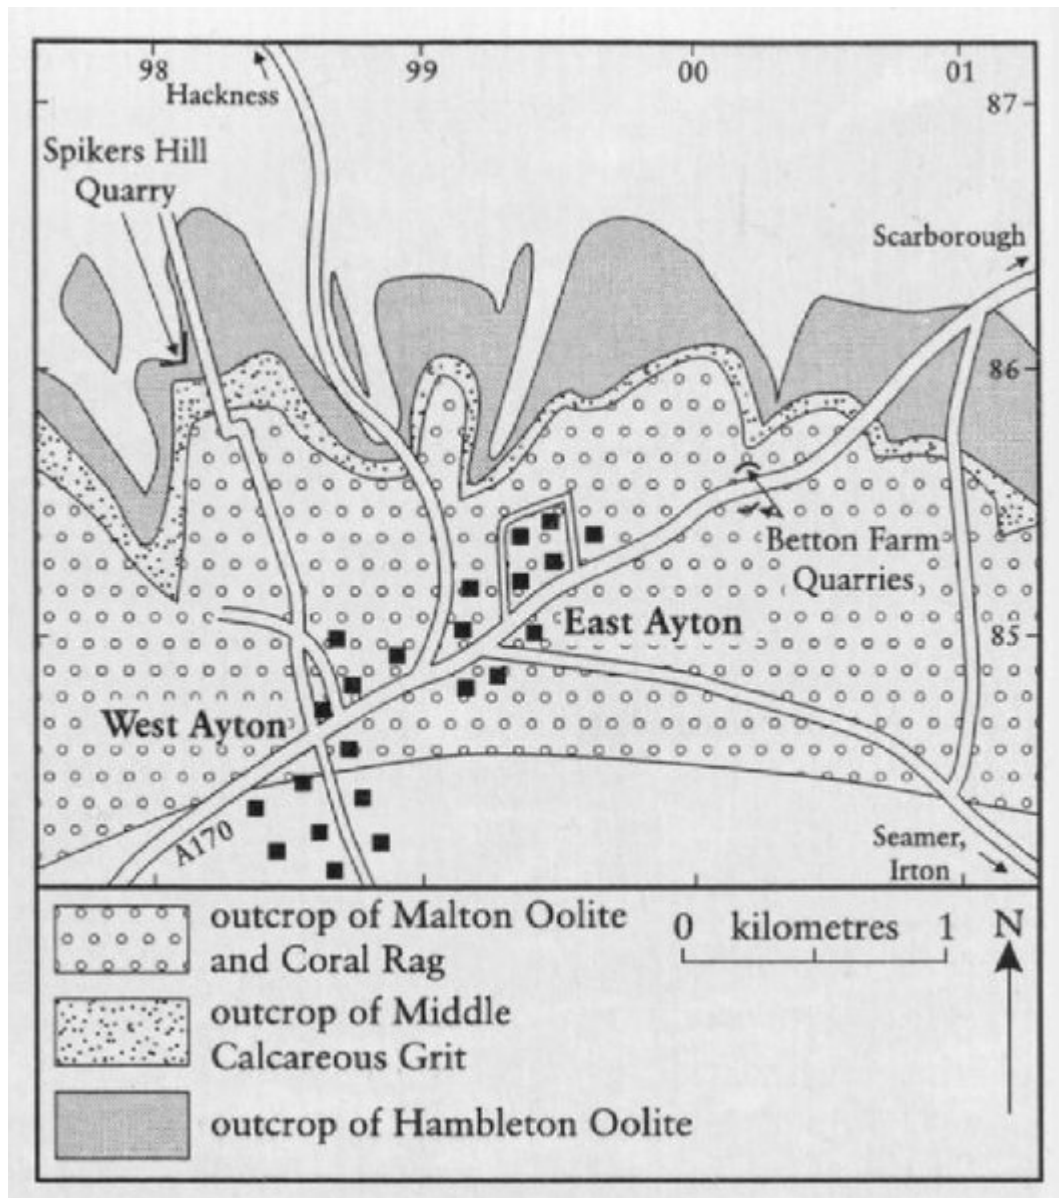 98 99 00 01
Hackness
87
Spikers Hill
Quarry
Scarborough
86
Betton Farm
Quarries
East Ayton
85
West Ayton
A170
Seamer,
Irton
outcrop of Malton Oolite
and Coral Rag
0 kilometres 1
N
outcrop of Middle
Calcareous Grit
outcrop of Hambleton Oolite